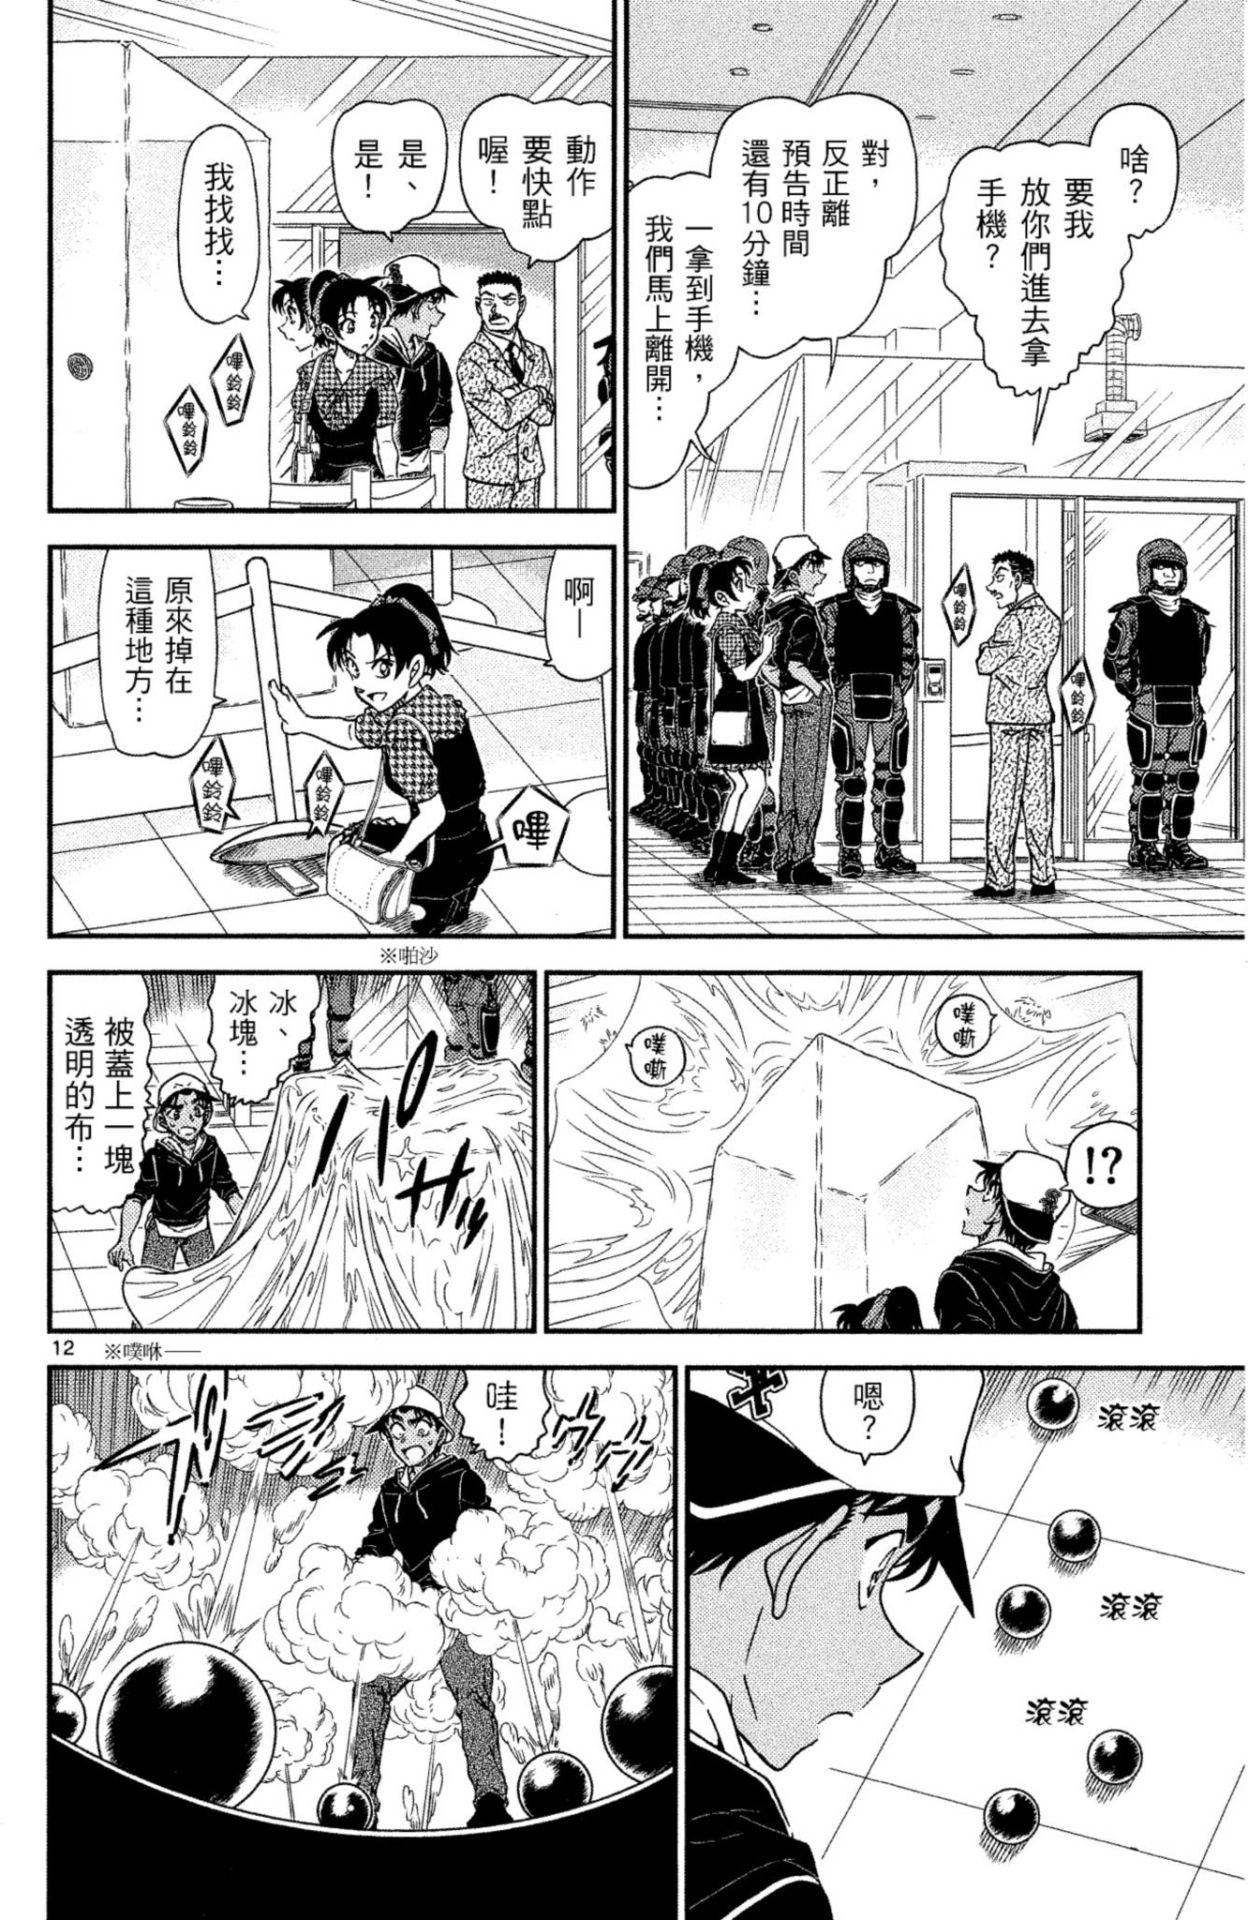 啥?
要我
放你們進去拿
手機?
對,
反正離
預告時間
還有10分鐘…
一拿到手機,
我們馬上離開…
嗶鈴鈴
嗶鈴鈴
動作
要快點
喔!
是、
是!
我找找…
嗶鈴鈴
嗶鈴鈴
啊—
原來掉在
這種地方…
嗶
嗶鈴鈴
嗶鈴鈴
噗嘶
噗嘶
!?
※啪沙
冰、
冰塊…
被蓋上一塊
透明的布…
嗯?
滾滾
滾滾
滾滾
12
※噗咻——
哇!